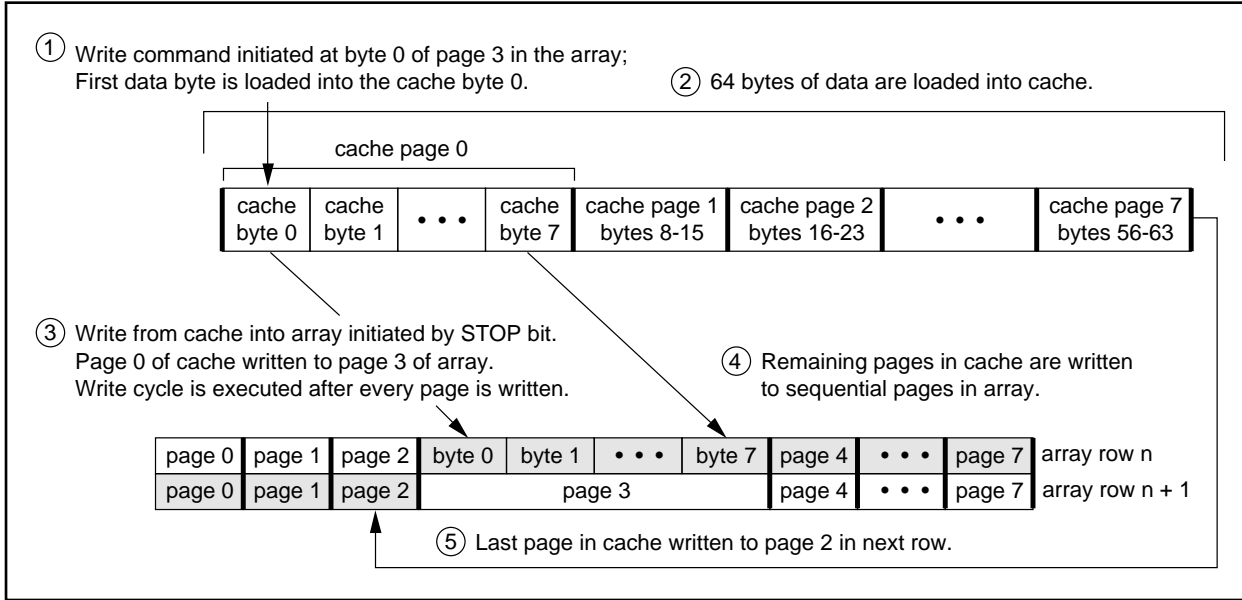 ① Write command initiated at byte 0 of page 3 in the array;
First data byte is loaded into the cache byte 0.
② 64 bytes of data are loaded into cache.
cache page 0
cache byte 0
cache byte 1
• • •
cache byte 7
cache page 1 bytes 8-15
cache page 2 bytes 16-23
• • •
cache page 7 bytes 56-63
③ Write from cache into array initiated by STOP bit.
Page 0 of cache written to page 3 of array.
Write cycle is executed after every page is written.
④ Remaining pages in cache are written
to sequential pages in array.
page 0 page 1 page 2 byte 0 byte 1 • • • byte 7 page 4 • • • page 7 array row n
page 0 page 1 page 2 page 3 page 4 • • • page 7 array row n + 1
⑤ Last page in cache written to page 2 in next row.